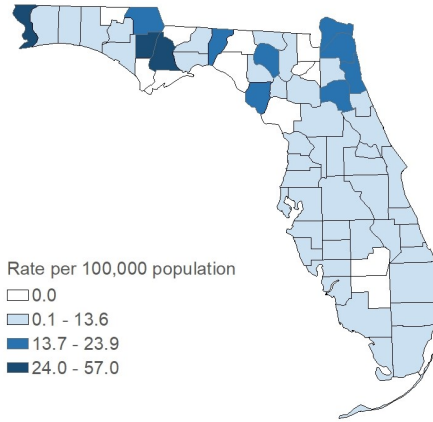 Rate per 100,000 population
0.0
0.1 - 13.6
13.7 - 23.9
24.0 - 57.0